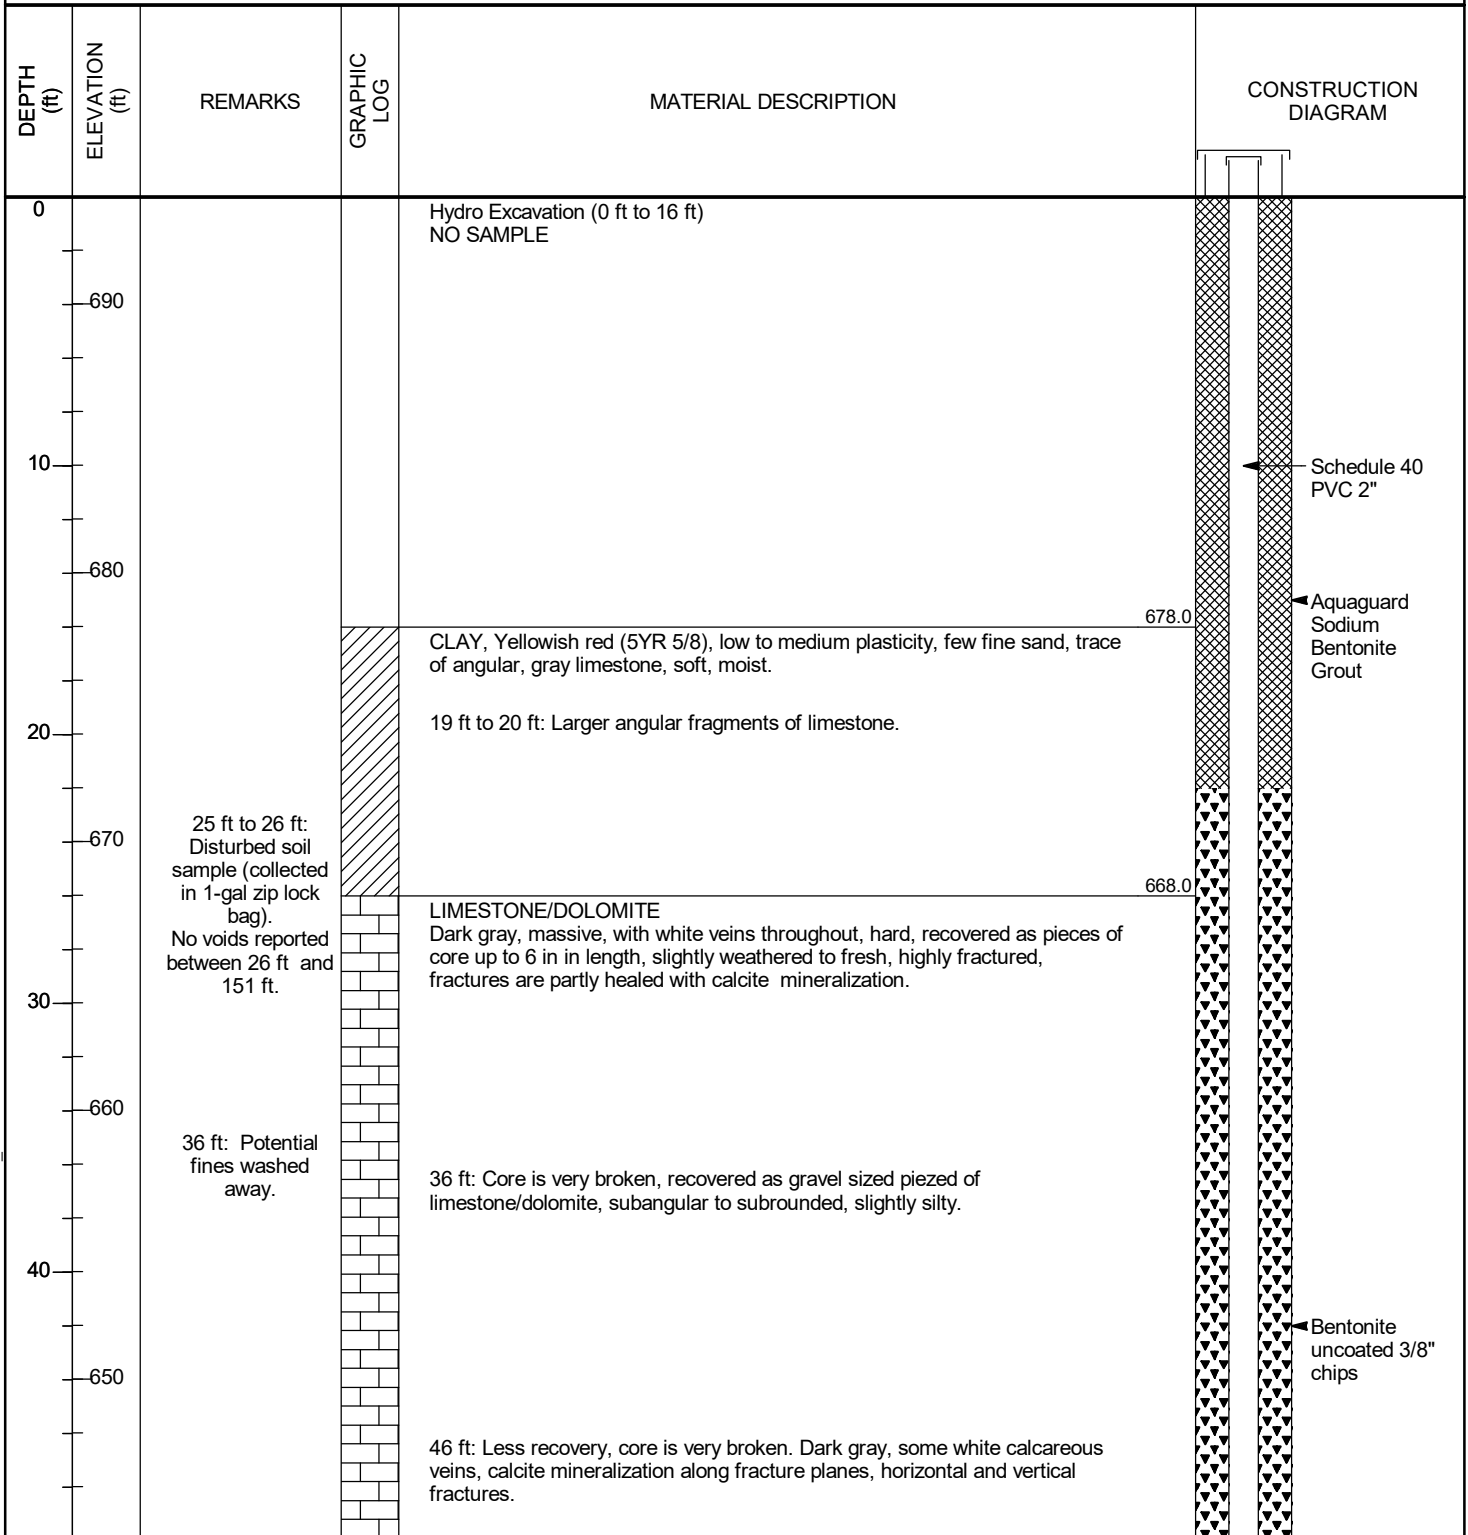 DEPTH
(ft)
ELEVATION
(ft)
REMARKS
GRAPHIC
LOG
MATERIAL DESCRIPTION
CONSTRUCTION
DIAGRAM
0
Hydro Excavation (0 ft to 16 ft)
NO SAMPLE
690
10
Schedule 40
PVC 2"
680
Aquaguard
Sodium
Bentonite
Grout
678.0
CLAY, Yellowish red (5YR 5/8), low to medium plasticity, few fine sand, trace
of angular, gray limestone, soft, moist.
19 ft to 20 ft: Larger angular fragments of limestone.
20
25 ft to 26 ft:
Disturbed soil
sample (collected
in 1-gal zip lock
bag).
No voids reported
between 26 ft and
151 ft.
670
668.0
LIMESTONE/DOLOMITE
Dark gray, massive, with white veins throughout, hard, recovered as pieces of
core up to 6 in in length, slightly weathered to fresh, highly fractured,
fractures are partly healed with calcite mineralization.
30
660
36 ft: Potential
fines washed
away.
36 ft: Core is very broken, recovered as gravel sized piezed of
limestone/dolomite, subangular to subrounded, slightly silty.
40
Bentonite
uncoated 3/8"
chips
650
46 ft: Less recovery, core is very broken. Dark gray, some white calcareous
veins, calcite mineralization along fracture planes, horizontal and vertical
fractures.